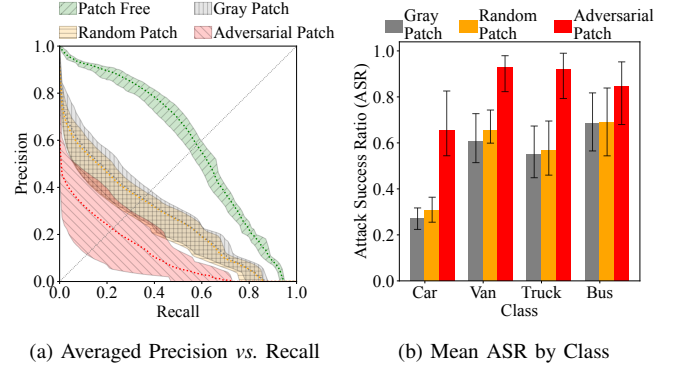 Patch Free
Gray Patch
Random Patch
Adversarial Patch
1.0
0.8
0.6
0.4
0.2
0.0
Precision
0.0 0.2 0.4 0.6 0.8 1.0
Recall
(a) Averaged Precision vs. Recall
Gray
Patch
Random
Patch
Adversarial
Patch
1.0
0.8
0.6
0.4
0.2
0.0
Attack Success Ratio (ASR)
Car Van Truck Bus
Class
(b) Mean ASR by Class